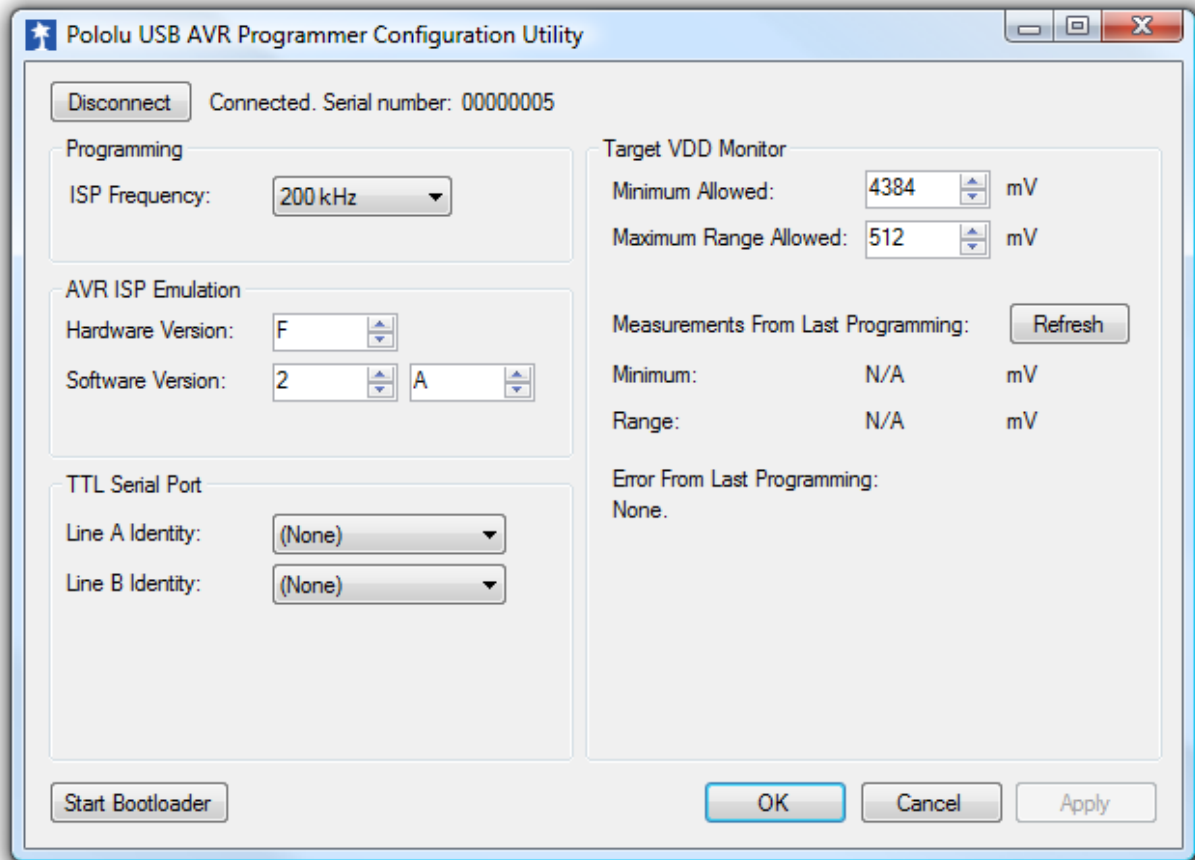 Pololu USB AVR Programmer Configuration Utility
Disconnect Connected. Serial number: 00000005
Programming
ISP Frequency: 200 kHz
AVR ISP Emulation
Hardware Version: F
Software Version: 2 A
TTL Serial Port
Line A Identity: (None)
Line B Identity: (None)
Target VDD Monitor
Minimum Allowed: 4384 mV
Maximum Range Allowed: 512 mV
Measurements From Last Programming: Refresh
Minimum: N/A mV
Range: N/A mV
Error From Last Programming:
None.
Start Bootloader OK Cancel Apply